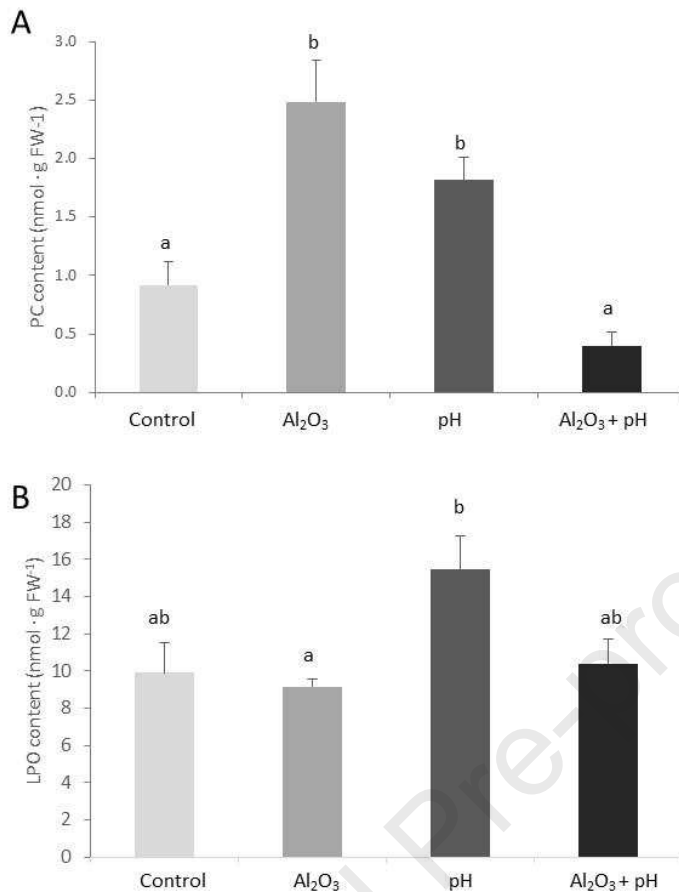 A
PC content (nmol · g FW-1)
3.0
2.5
2.0
1.5
1.0
0.5
0.0
a
b
b
a
Control
Al₂O₃
pH
Al₂O₃ + pH
B
LPO content (nmol · g FW⁻¹)
20
18
16
14
12
10
8
6
4
2
0
ab
a
b
ab
Control
Al₂O₃
pH
Al₂O₃ + pH
Pre-pro